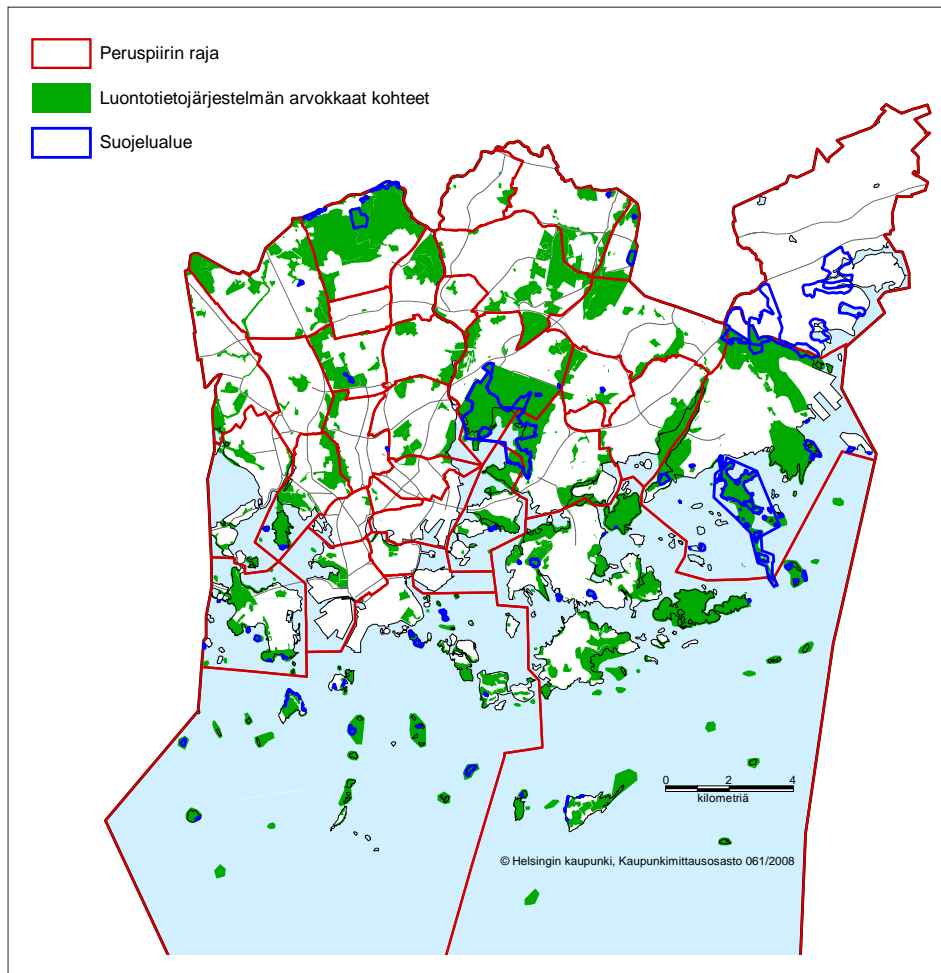 Peruspiirin raja
Luontotietojärjestelmän arvokkaat kohteet
Suojelualue
0 2 4
kilometriä
© Helsingin kaupunki, Kaupunkimittausosasto 061/2008